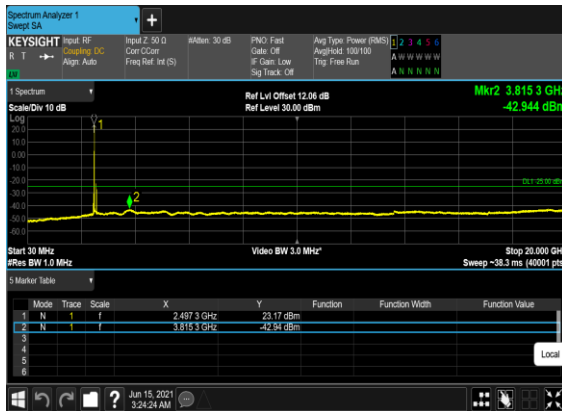 Spectrum Analyzer 1
Swept SA
+
KEYSIGHT Input: RF Input Z: 50 Ω #Atten: 30 dB PNO: Fast Avg Type: Power (RMS) 1 2 3 4 5 6
R T Coupling: DC Corr CCorr Gate: Off Avg|Hold: 100/100 A W W W W W
Align: Auto Freq Ref: Int (S) IF Gain: Low Trig: Free Run
Sig Track: Off A N N N N N
1 Spectrum
Ref Lvl Offset 12.06 dB Mkr2 3.815 3 GHz
Scale/Div 10 dB Ref Level 30.00 dBm -42.944 dBm
Log
20.0
10.0
0.00
-10.0
-20.0
-30.0
-40.0
-50.0
-60.0
1
2
DL1 -25.00 dBm
Start 30 MHz Video BW 3.0 MHz* Stop 20.000 GHz
#Res BW 1.0 MHz Sweep ~38.3 ms (40001 pts)
5 Marker Table
Mode Trace Scale X Y Function Function Width Function Value
1 N 1 f 2.497 3 GHz 23.17 dBm
2 N 1 f 3.815 3 GHz -42.94 dBm
3
4
5
6
Local
?
Jun 15, 2021
3:24:24 AM